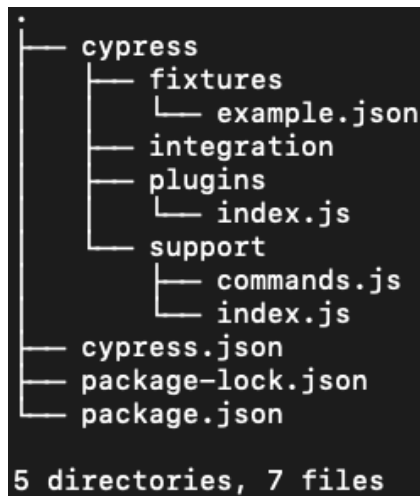 .
├── cypress
│   ├── fixtures
│   │   └── example.json
│   ├── integration
│   ├── plugins
│   │   └── index.js
│   └── support
│       ├── commands.js
│       └── index.js
├── cypress.json
├── package-lock.json
└── package.json

5 directories, 7 files